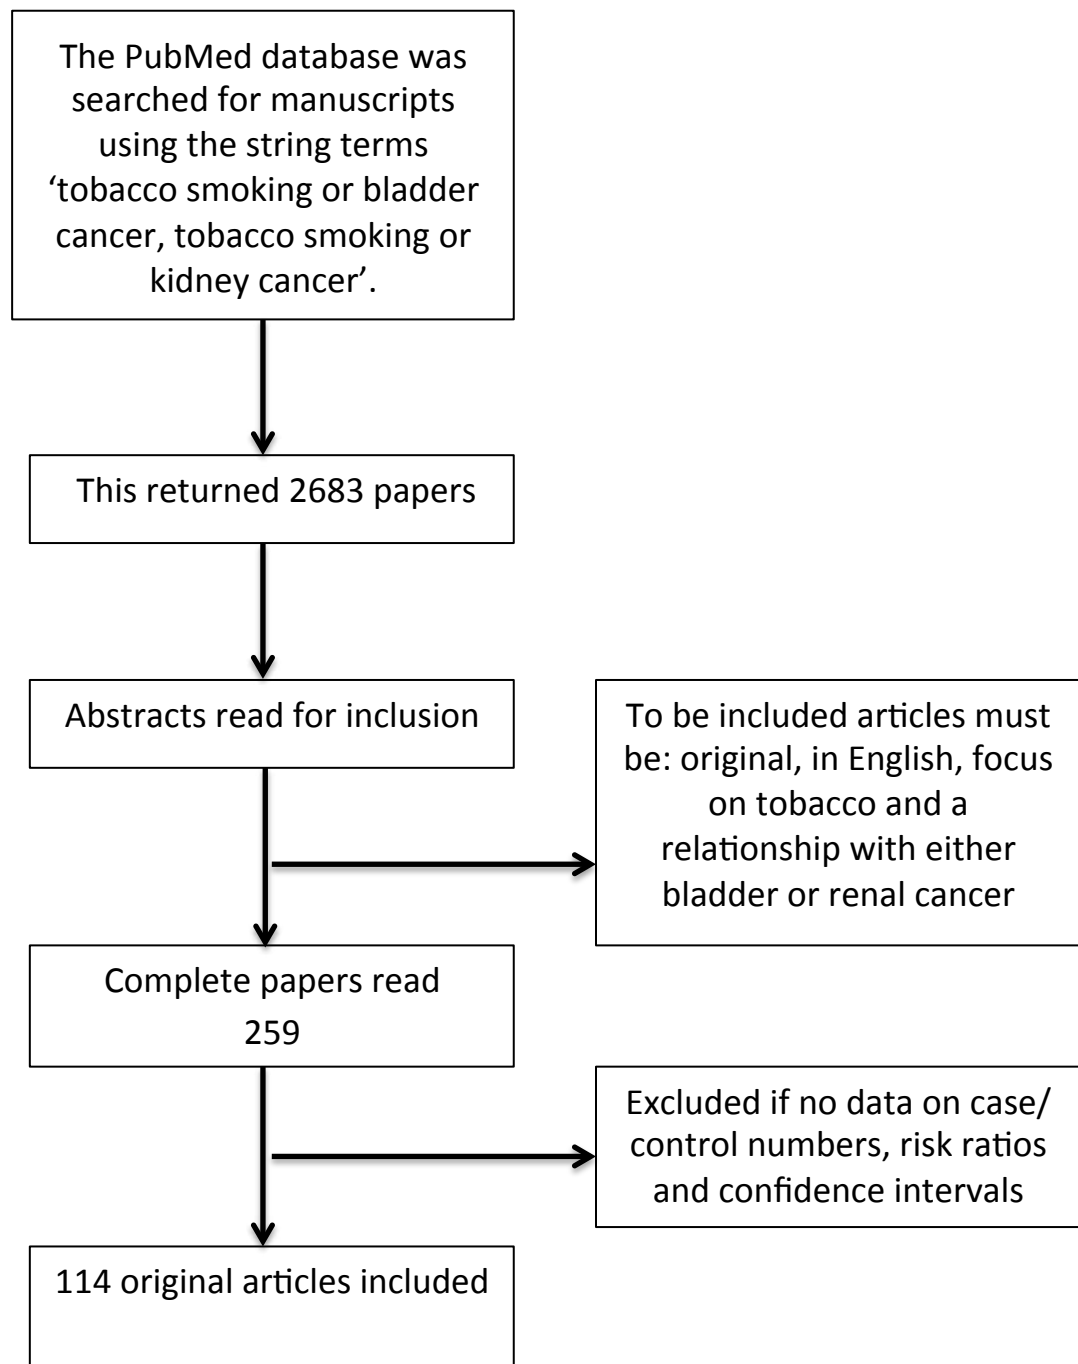 The PubMed database was
searched for manuscripts
using the string terms
‘tobacco smoking or bladder
cancer, tobacco smoking or
kidney cancer’.
This returned 2683 papers
Abstracts read for inclusion
To be included articles must
be: original, in English, focus
on tobacco and a
relationship with either
bladder or renal cancer
Complete papers read
259
Excluded if no data on case/
control numbers, risk ratios
and confidence intervals
114 original articles included